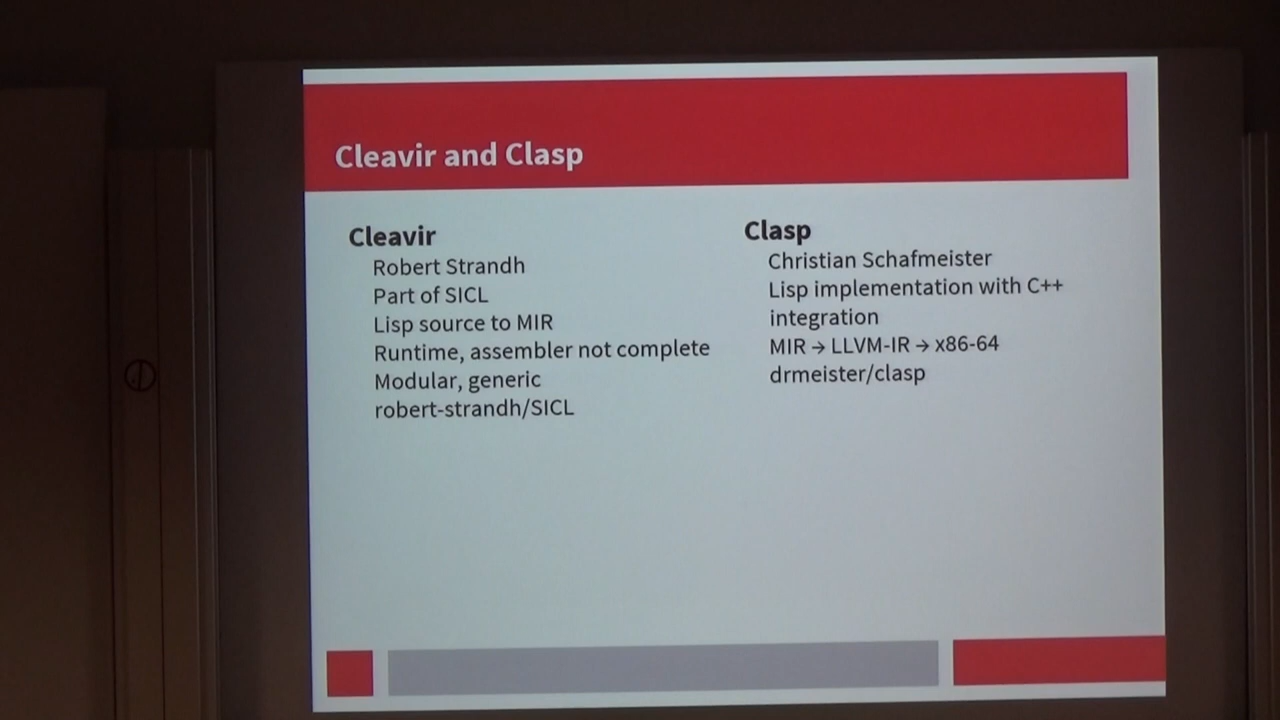 Cleavir and Clasp
Cleavir
Robert Strandh
Part of SICL
Lisp source to MIR
Runtime, assembler not complete
Modular, generic
robert-strandh/SICL
Clasp
Christian Schafmeister
Lisp implementation with C++
integration
MIR → LLVM-IR → x86-64
drmeister/clasp